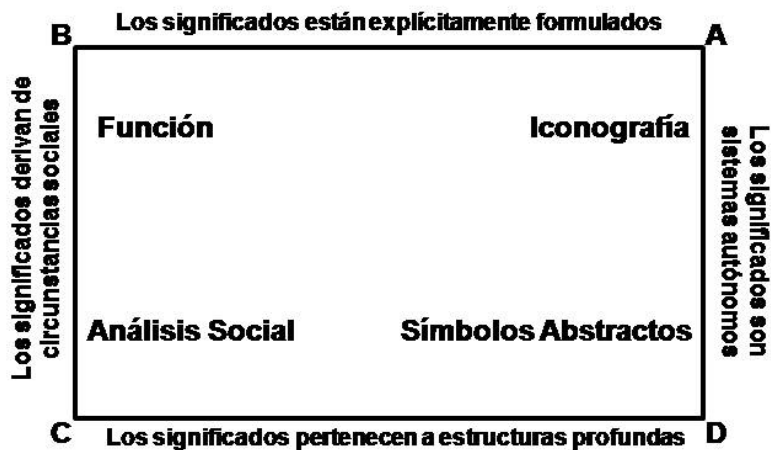 Los significados están explícitamente formulados
B
A
Los significados derivan de
circunstancias sociales
Función
Iconografía
Los significados son
sistemas autónomos
Análisis Social
Símbolos Abstractos
C
Los significados pertenecen a estructuras profundas
D